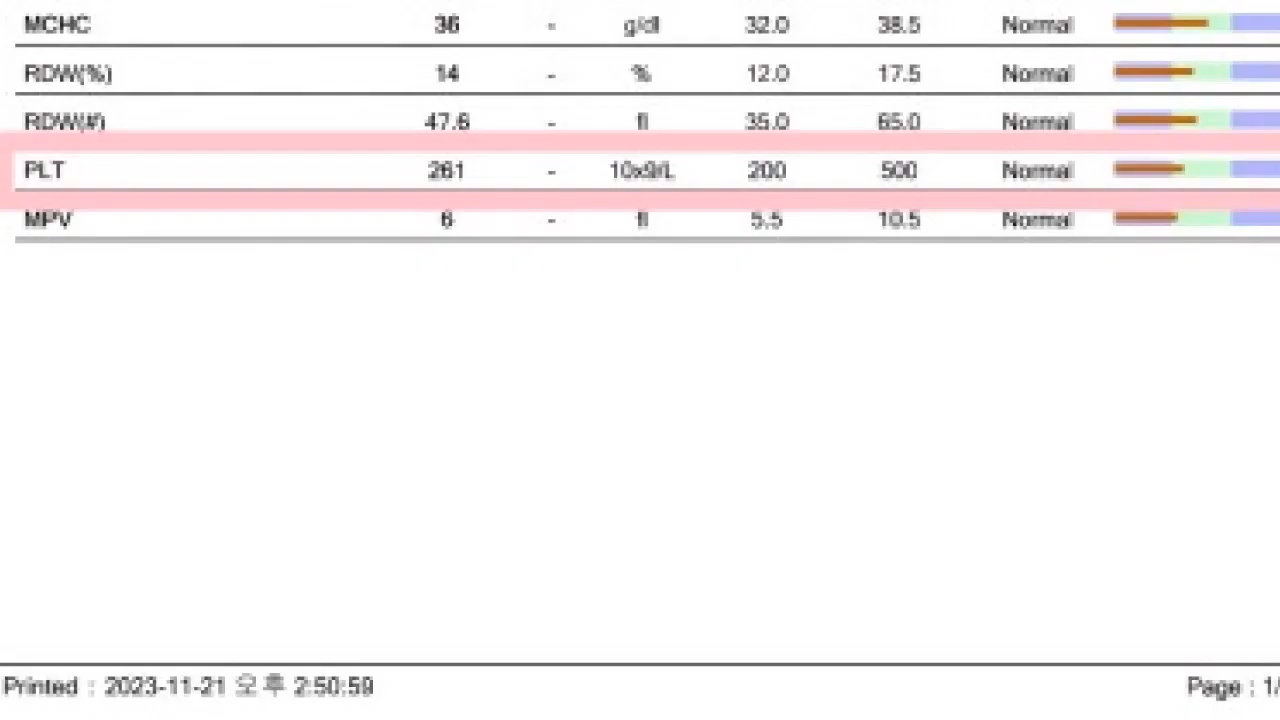 MCHC 36 - g/dl 32.0 38.5 Normal
RDW(%) 14 - % 12.0 17.5 Normal
RDW(#) 47.6 - fl 35.0 65.0 Normal
PLT 261 - 10x9/L 200 500 Normal
MPV 6 - fl 5.5 10.5 Normal
Printed : 2023-11-21 오후 2:50:59
Page : 1/